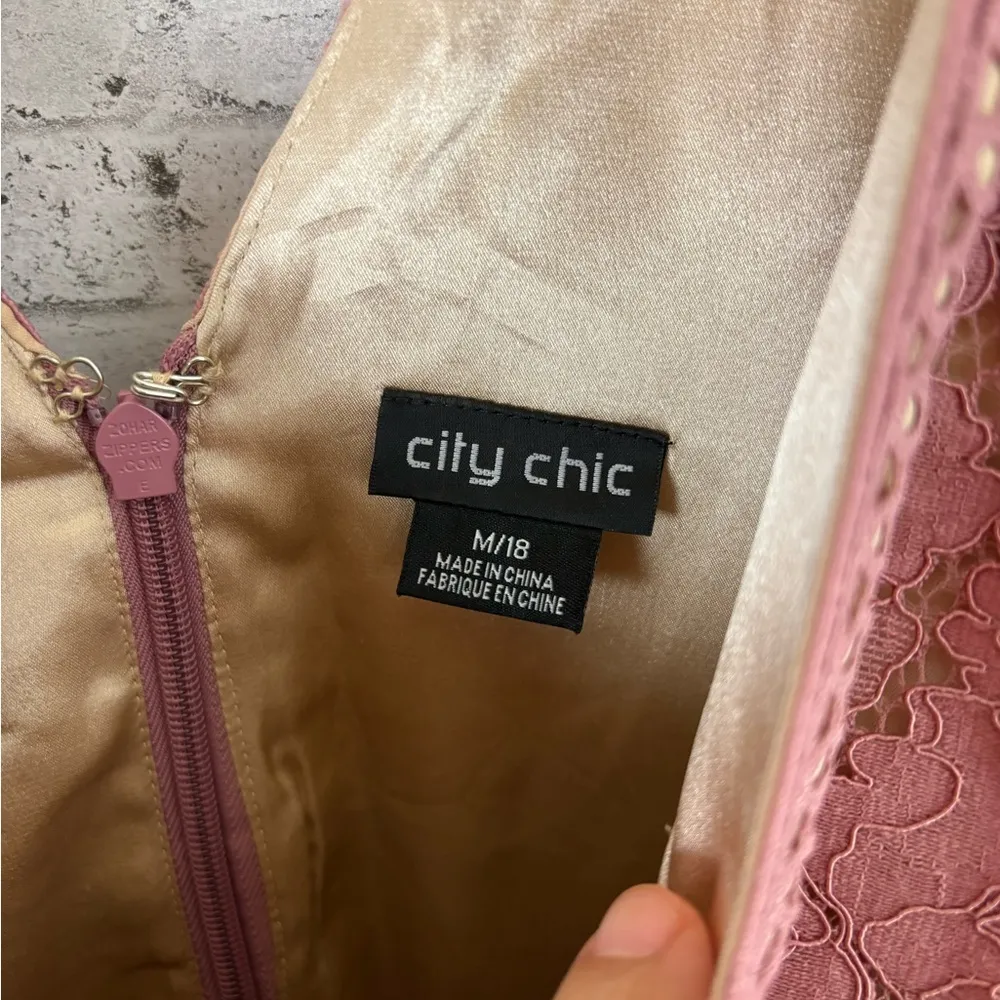 ZOHAR
ZIPPERS
.COM
E
city chic
M/18
MADE IN CHINA
FABRIQUE EN CHINE